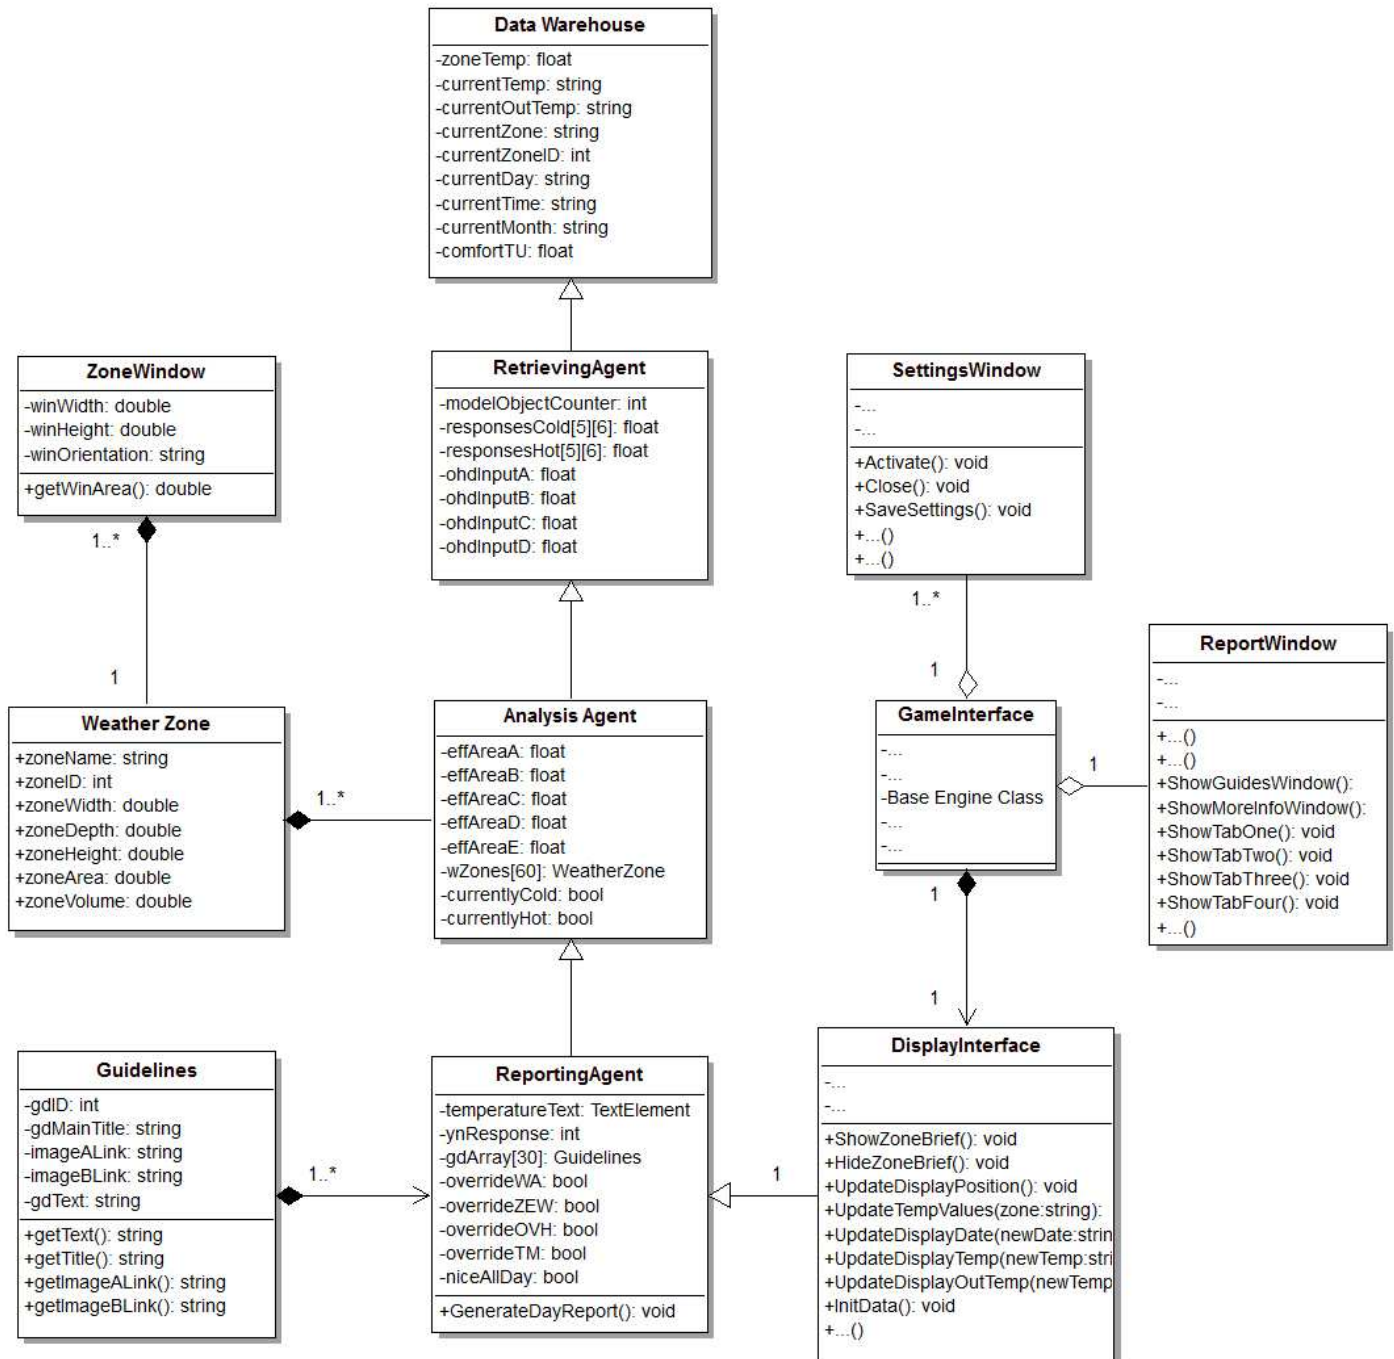 Data Warehouse
-zoneTemp: float
-currentTemp: string
-currentOutTemp: string
-currentZone: string
-currentZoneID: int
-currentDay: string
-currentTime: string
-currentMonth: string
-comfortTU: float
ZoneWindow
-winWidth: double
-winHeight: double
-winOrientation: string
+getWinArea(): double
1..*
1
RetrievingAgent
-modelObjectCounter: int
-responsesCold[5][6]: float
-responsesHot[5][6]: float
-ohdInputA: float
-ohdInputB: float
-ohdInputC: float
-ohdInputD: float
SettingsWindow
-...
-...
+Activate(): void
+Close(): void
+SaveSettings(): void
+...()
+...()
1..*
1
ReportWindow
-...
-...
+...()
+...()
+ShowGuidesWindow():
+ShowMoreInfoWindow():
+ShowTabOne(): void
+ShowTabTwo(): void
+ShowTabThree(): void
+ShowTabFour(): void
+...()
Weather Zone
+zoneName: string
+zoneID: int
+zoneWidth: double
+zoneDepth: double
+zoneHeight: double
+zoneArea: double
+zoneVolume: double
1..*
Analysis Agent
-effAreaA: float
-effAreaB: float
-effAreaC: float
-effAreaD: float
-effAreaE: float
-wZones[60]: WeatherZone
-currentlyCold: bool
-currentlyHot: bool
GameInterface
-...
-...
-Base Engine Class
-...
-...
1
1
1
Guidelines
-gdID: int
-gdMainTitle: string
-imageALink: string
-imageBLink: string
-gdText: string
+getText(): string
+getTitle(): string
+getImageALink(): string
+getImageBLink(): string
1..*
ReportingAgent
-temperatureText: TextElement
-ynResponse: int
-gdArray[30]: Guidelines
-overrideWA: bool
-overrideZEW: bool
-overrideOVH: bool
-overrideTM: bool
-niceAllDay: bool
+GenerateDayReport(): void
1
DisplayInterface
-...
-...
+ShowZoneBrief(): void
+HideZoneBrief(): void
+UpdateDisplayPosition(): void
+UpdateTempValues(zone:string):
+UpdateDisplayDate(newDate:strin
+UpdateDisplayTemp(newTemp:stri
+UpdateDisplayOutTemp(newTemp
+InitData(): void
+...()